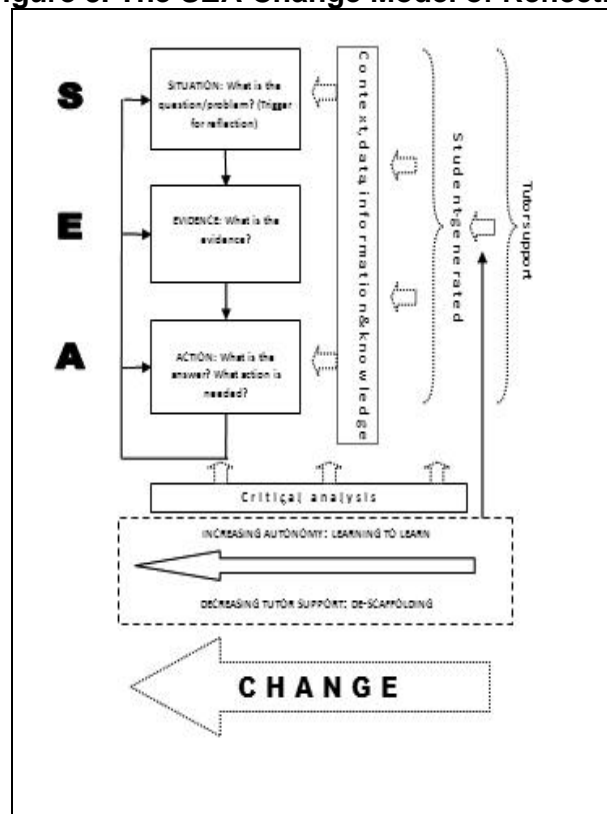 Figure 3. The SEA Change Model of Reflecti
S
SITUATION: What is the
question/problem? (Trigger
for reflection)
E
EVIDENCE: What is the
evidence?
A
ACTION: What is the
answer? What action is
needed?
Context, data, information & knowledge
Student-generated
Tutor support
Critical analysis
INCREASING AUTONOMY: LEARNING TO LEARN
DECREASING TUTOR SUPPORT: DE-SCAFFOLDING
CHANGE